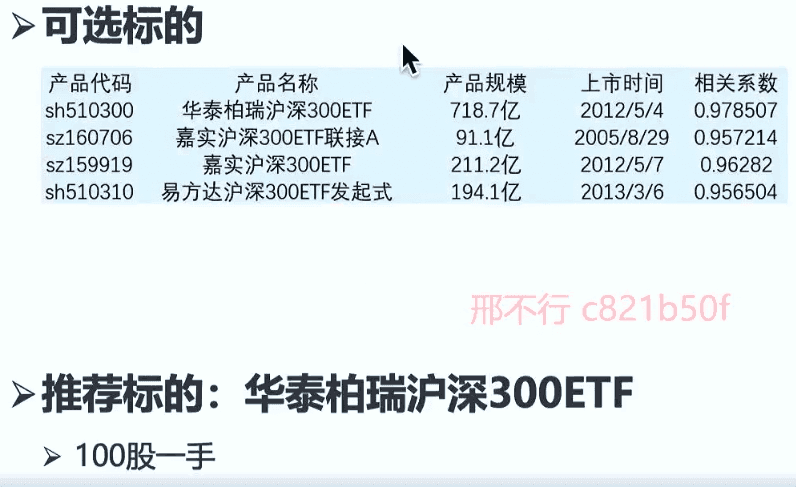 ➢可选标的
产品代码 产品名称 产品规模 上市时间 相关系数
sh510300 华泰柏瑞沪深300ETF 718.7亿 2012/5/4 0.978507
sz160706 嘉实沪深300ETF联接A 91.1亿 2005/8/29 0.957214
sz159919 嘉实沪深300ETF 211.2亿 2012/5/7 0.96282
sh510310 易方达沪深300ETF发起式 194.1亿 2013/3/6 0.956504
邢不行 c821b50f
➢推荐标的：华泰柏瑞沪深300ETF
➢ 100股一手